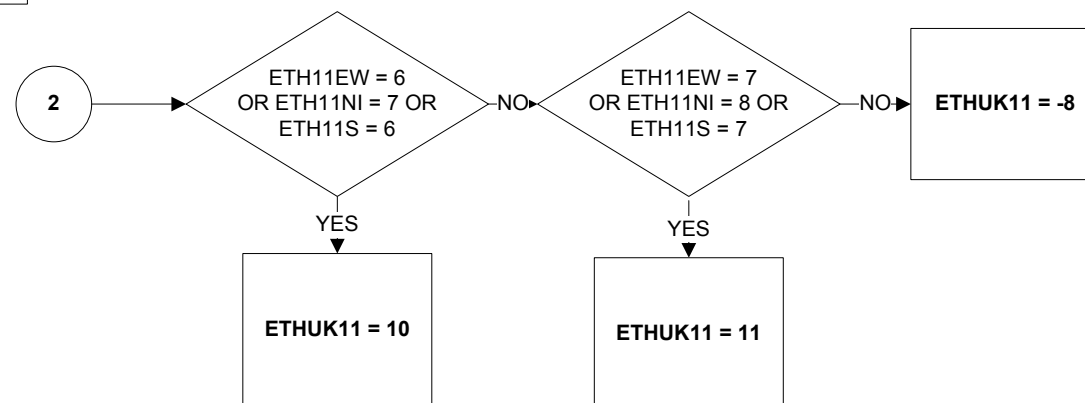 2
ETH11EW = 6
OR ETH11NI = 7 OR
ETH11S = 6
NO
ETH11EW = 7
OR ETH11NI = 8 OR
ETH11S = 7
NO
ETHUK11 = -8
YES
YES
ETHUK11 = 10
ETHUK11 = 11